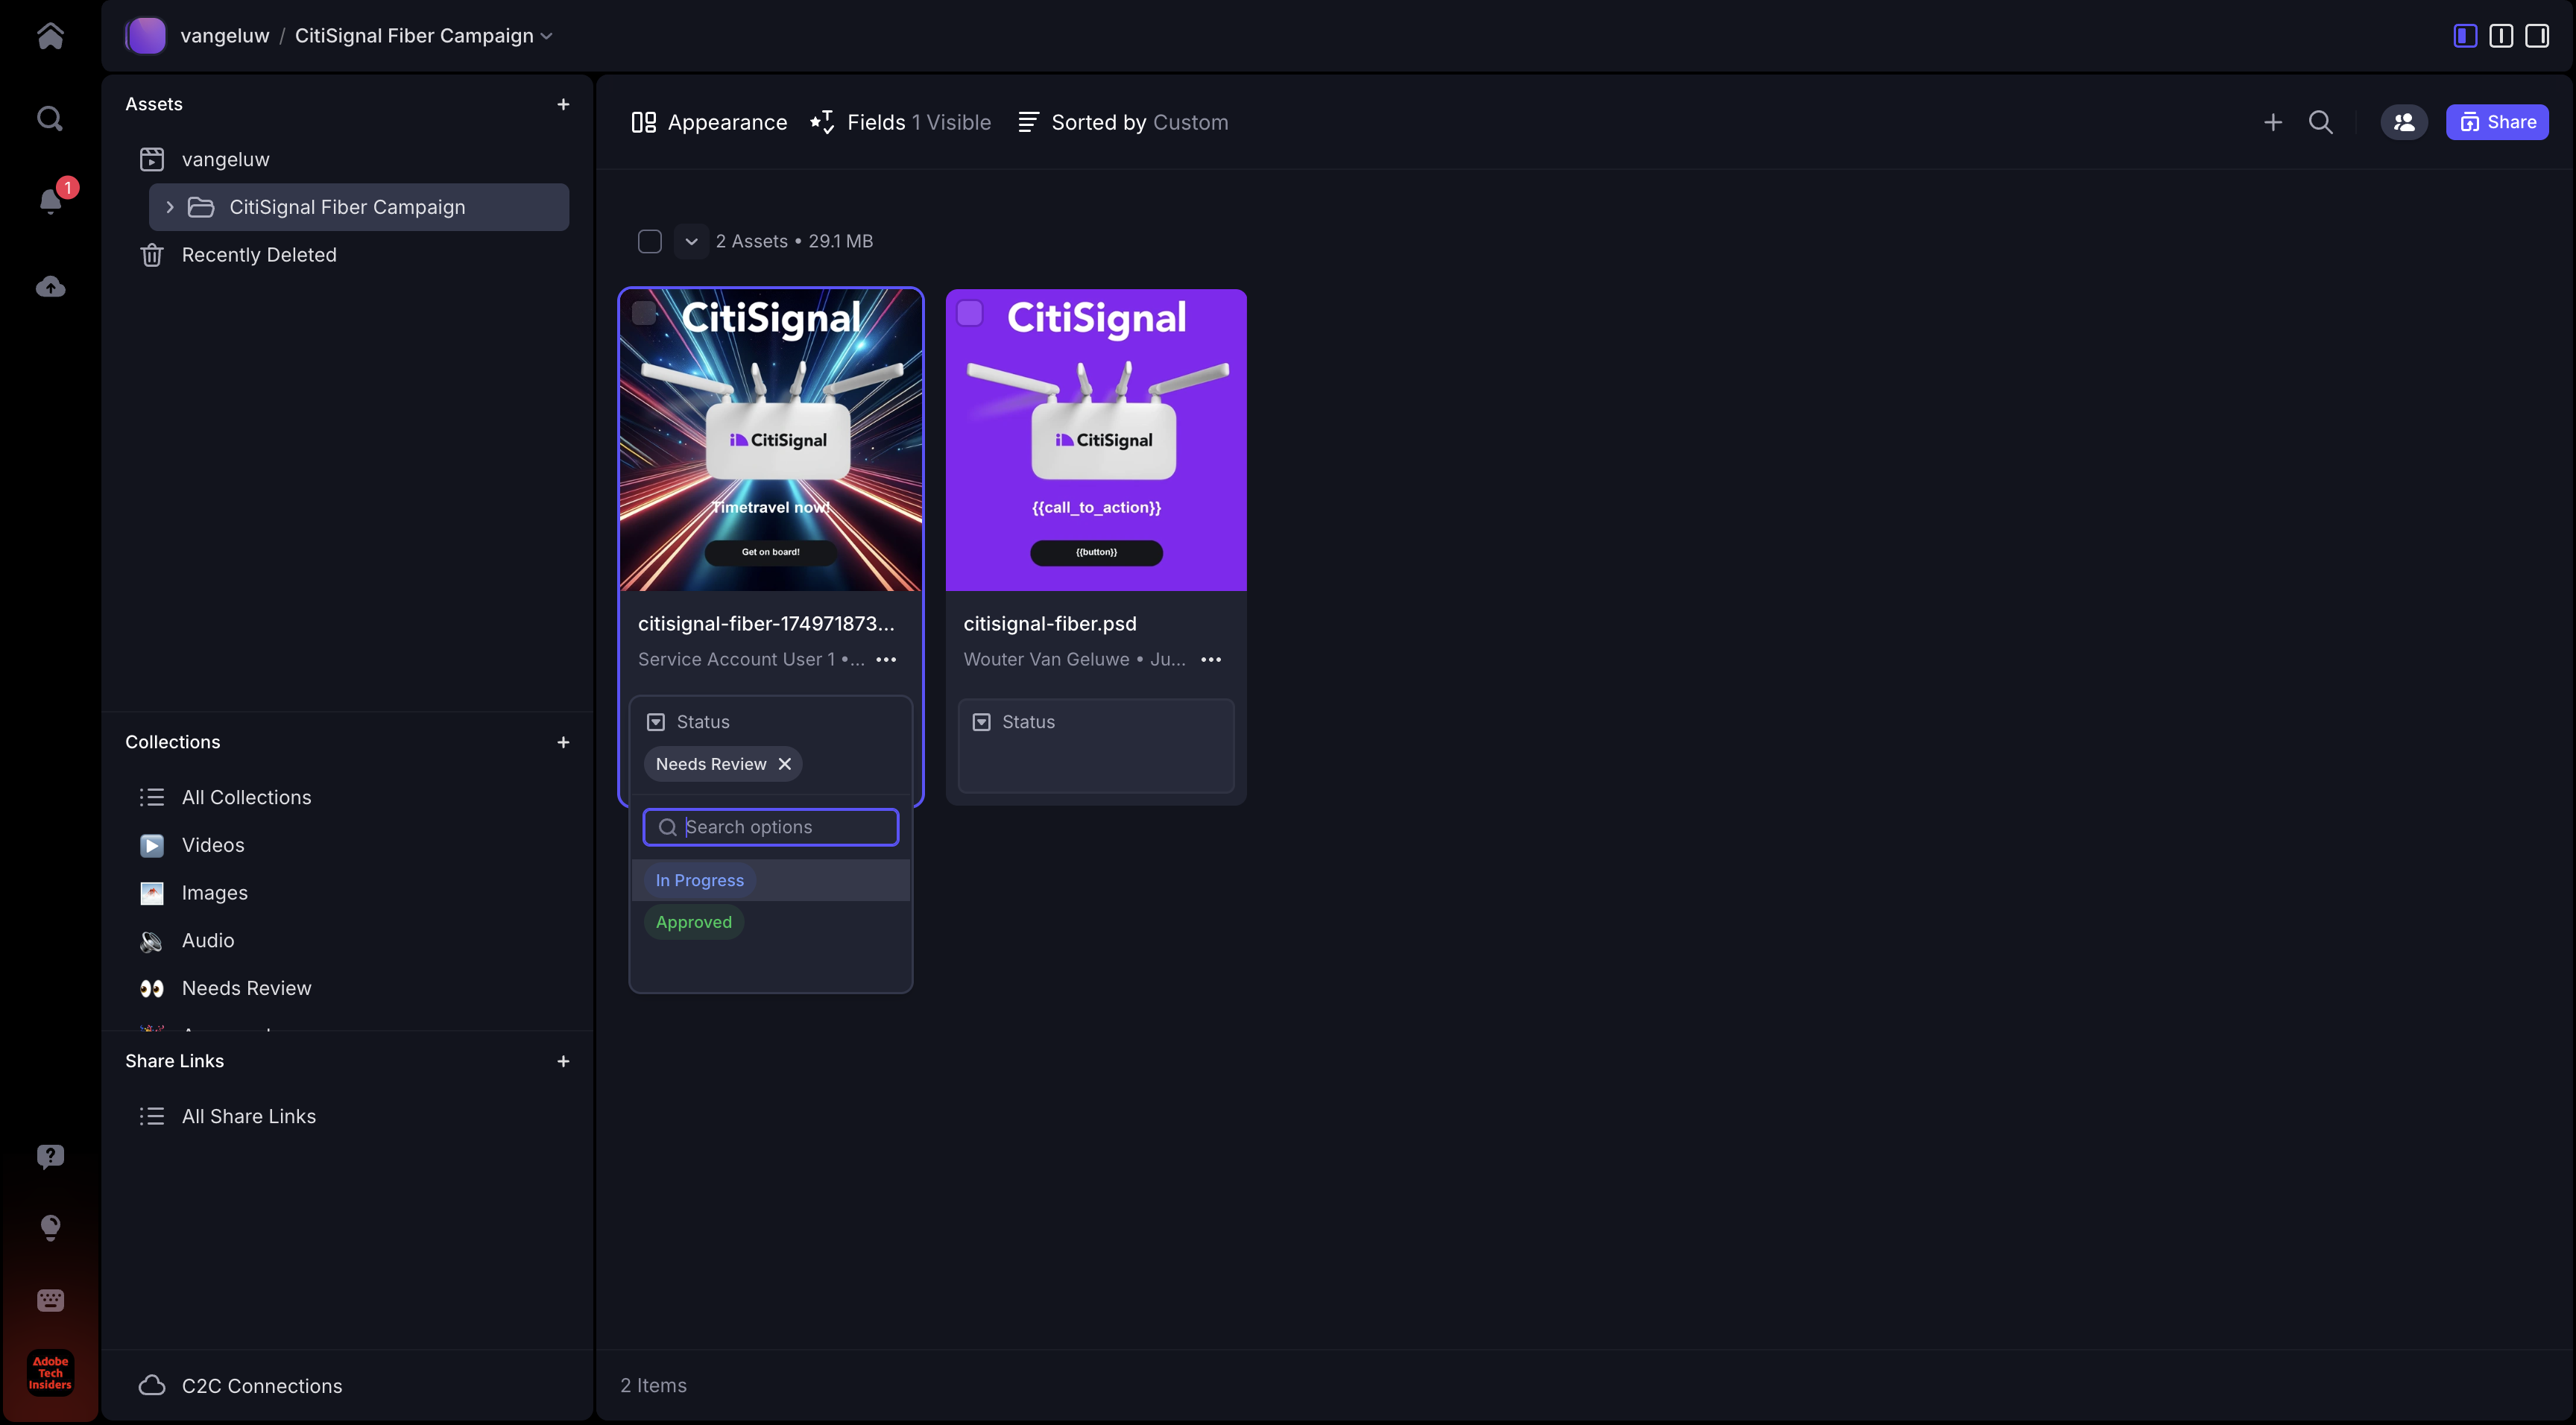 vangeluw / CitiSignal Fiber Campaign
1
Assets
vangeluw
CitiSignal Fiber Campaign
Recently Deleted
Collections
All Collections
Videos
Images
Audio
Needs Review
Share Links
All Share Links
C2C Connections
Adobe
Tech
Insiders
Appearance
Fields 1 Visible
Sorted by Custom
Share
2 Assets • 29.1 MB
CitiSignal
CitiSignal
Timetravel now!
Get on board!
citisignal-fiber-174971873...
Service Account User 1 •...
Status
Needs Review
Search options
In Progress
Approved
CitiSignal
CitiSignal
{{call_to_action}}
{{button}}
citisignal-fiber.psd
Wouter Van Geluwe • Ju...
Status
2 Items